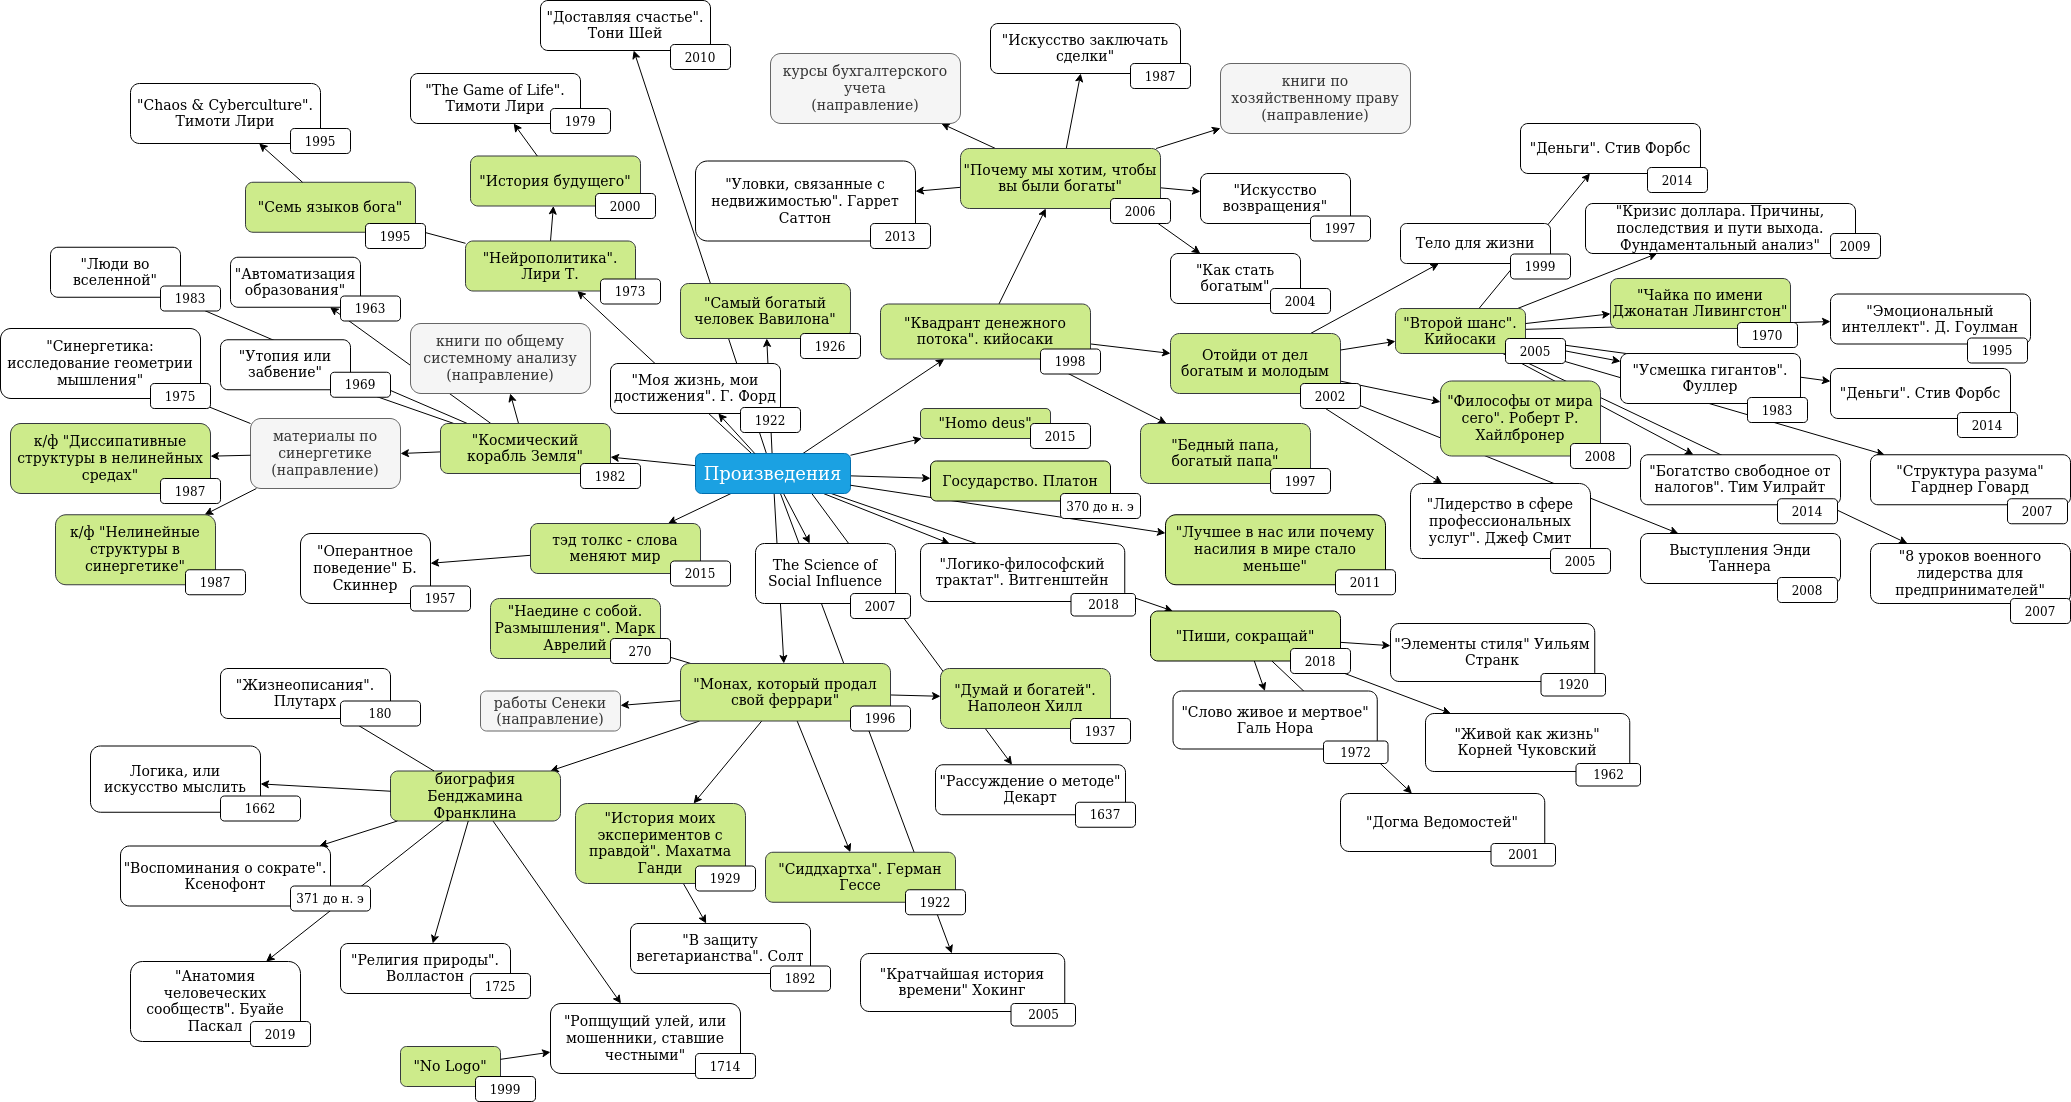 "Доставляя счастье".
Тони Шей
2010
"Искусство заключать
сделки"
1987
курсы бухгалтерского
учета
(направление)
книги по
хозяйственному праву
(направление)
"Chaos & Cyberculture".
Тимоти Лири
1995
"The Game of Life".
Тимоти Лири
1979
"Деньги". Стив Форбс
2014
"История будущего"
2000
"Уловки, связанные с
недвижимостью". Гаррет
Саттон
2013
"Почему мы хотим, чтобы
вы были богаты"
2006
"Искусство
возвращения"
1997
"Семь языков бога"
1995
"Кризис доллара. Причины,
последствия и пути выхода.
Фундаментальный анализ"
2009
Тело для жизни
1999
"Нейрополитика".
Лири Т.
1973
"Люди во
вселенной"
1983
"Автоматизация
образования"
1963
"Как стать
богатым"
2004
"Самый богатый
человек Вавилона"
1926
"Чайка по имени
Джонатан Ливингстон"
1970
"Эмоциональный
интеллект". Д. Гоулман
1995
"Квадрант денежного
потока". кийосаки
1998
"Второй шанс".
Кийосаки
2005
"Синергетика:
исследование геометрии
мышления"
1975
"Утопия или
забвение"
1969
книги по общему
системному анализу
(направление)
Отойди от дел
богатым и молодым
2002
"Моя жизнь, мои
достижения". Г. Форд
1922
"Усмешка гигантов".
Фуллер
1983
"Деньги". Стив Форбс
2014
"Философы от мира
сего". Роберт Р.
Хайлбронер
2008
"Homo deus"
2015
к/ф "Диссипативные
структуры в нелинейных
средах"
1987
материалы по
синергетике
(направление)
"Космический
корабль Земля"
1982
"Бедный папа,
богатый папа"
1997
Произведения
Государство. Платон
370 до н. э
"Богатство свободное от
налогов". Тим Уилрайт
2014
"Структура разума"
Гарднер Говард
2007
"Лидерство в сфере
профессиональных
услуг". Джеф Смит
2005
к/ф "Нелинейные
структуры в
синергетике"
1987
"Оперантное
поведение" Б.
Скиннер
1957
тэд толкс - слова
меняют мир
2015
The Science of
Social Influence
2007
"Логико-философский
трактат". Витгенштейн
2018
"Лучшее в нас или почему
насилия в мире стало
меньше"
2011
Выступления Энди
Таннера
2008
"8 уроков военного
лидерства для
предпринимателей"
2007
"Наедине с собой.
Размышления". Марк
Аврелий
270
"Пиши, сокращай"
2018
"Элементы стиля" Уильям
Странк
1920
"Жизнеописания".
Плутарх
180
работы Сенеки
(направление)
"Монах, который продал
свой феррари"
1996
"Думай и богатей".
Наполеон Хилл
1937
"Слово живое и мертвое"
Галь Нора
1972
"Живой как жизнь"
Корней Чуковский
1962
Логика, или
искусство мыслить
1662
биография
Бенджамина
Франклина
"Рассуждение о методе"
Декарт
1637
"Догма Ведомостей"
2001
"История моих
экспериментов с
правдой". Махатма
Ганди
1929
"Воспоминания о сократе".
Ксенофонт
371 до н. э
"Сиддхартха". Герман
Гессе
1922
"Религия природы".
Волластон
1725
"В защиту
вегетарианства". Солт
1892
"Кратчайшая история
времени" Хокинг
2005
"Анатомия
человеческих
сообществ". Буайе
Паскал
2019
"Ропщущий улей, или
мошенники, ставшие
честными"
1714
"No Logo"
1999